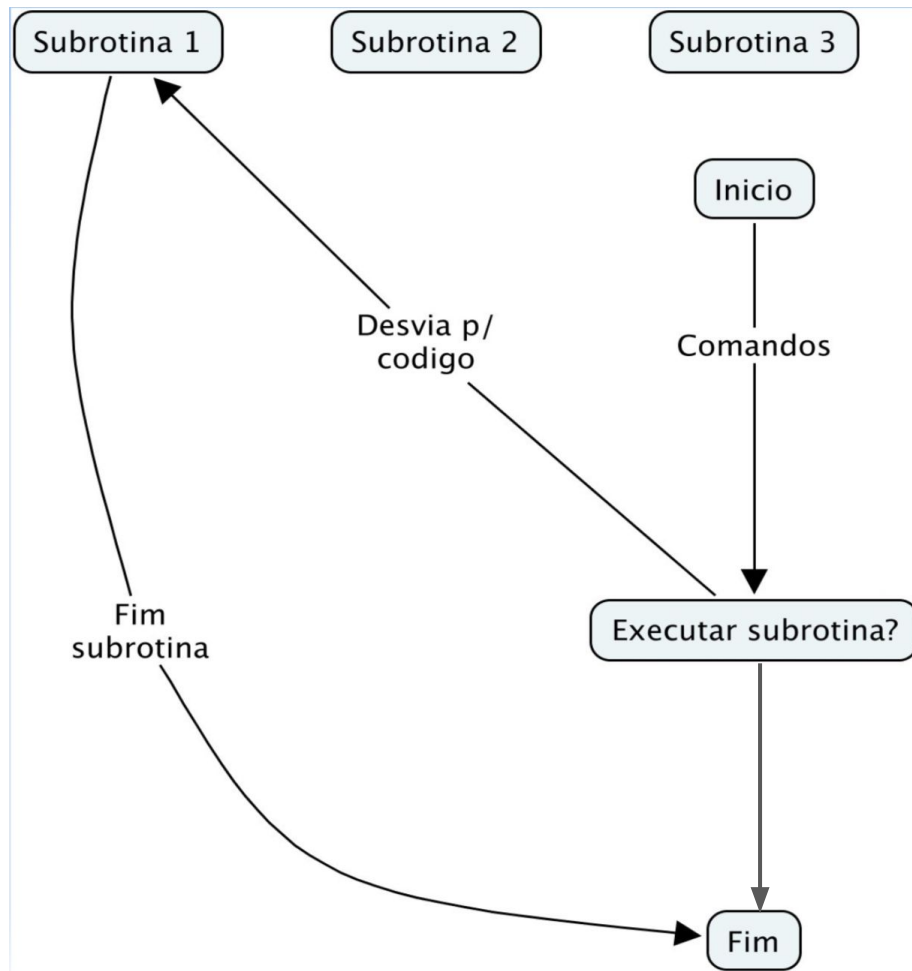 Subrotina 1
Subrotina 2
Subrotina 3
Inicio
Desvia p/
codigo
Comandos
Fim
subrotina
Executar subrotina?
Fim